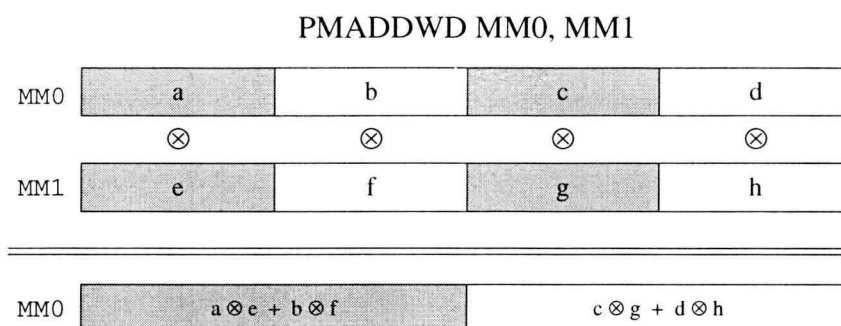 PMADDWD MM0, MM1
MM0 a b c d
⊗ ⊗ ⊗ ⊗
MM1 e f g h
MM0 a⊗e + b⊗f c⊗g + d⊗h